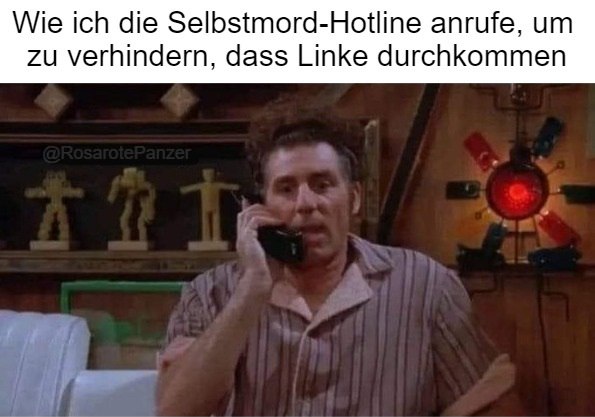 Wie ich die Selbstmord-Hotline anrufe, um
zu verhindern, dass Linke durchkommen
@RosarotePanzer